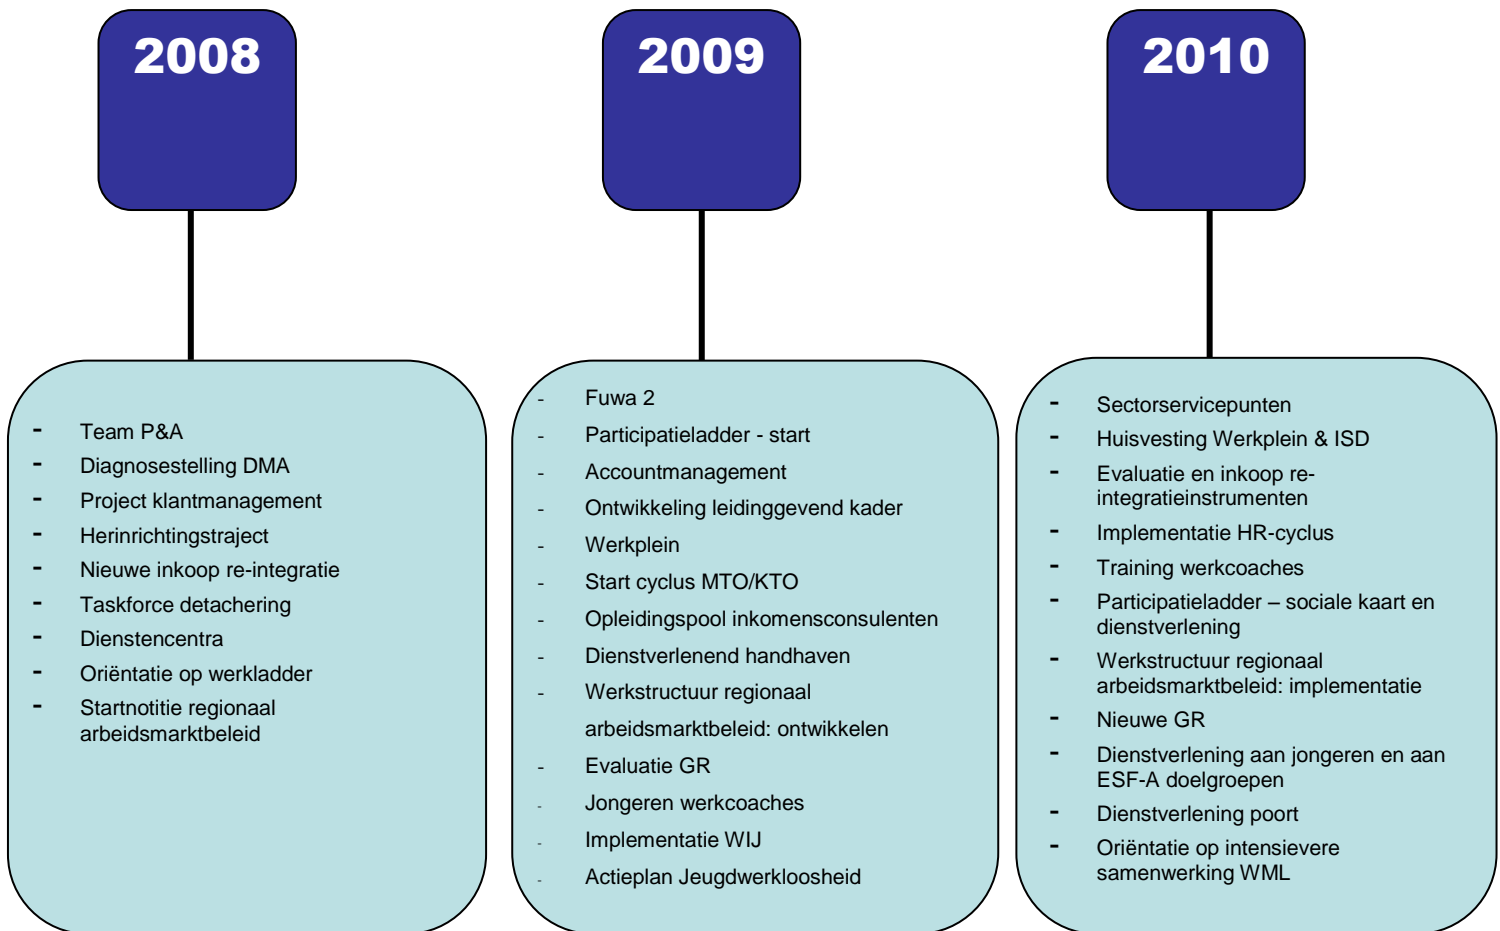 2008
- Team P&A
- Diagnosestelling DMA
- Project klantmanagement
- Herinrichtingstraject
- Nieuwe inkoop re-integratie
- Taskforce detachering
- Dienstencentra
- Oriëntatie op werkladder
- Startnotitie regionaal
arbeidsmarktbeleid
2009
- Fuwa 2
- Participatieladder - start
- Accountmanagement
- Ontwikkeling leidinggevend kader
- Werkplein
- Start cyclus MTO/KTO
- Opleidingspool inkomensconsulenten
- Dienstverlenend handhaven
- Werkstructuur regionaal
arbeidsmarktbeleid: ontwikkelen
- Evaluatie GR
- Jongeren werkcoaches
- Implementatie WIJ
- Actieplan Jeugdwerkloosheid
2010
- Sectorservicepunten
- Huisvesting Werkplein & ISD
- Evaluatie en inkoop re-
integratieinstrumenten
- Implementatie HR-cyclus
- Training werkcoaches
- Participatieladder – sociale kaart en
dienstverlening
- Werkstructuur regionaal
arbeidsmarktbeleid: implementatie
- Nieuwe GR
- Dienstverlening aan jongeren en aan
ESF-A doelgroepen
- Dienstverlening poort
- Oriëntatie op intensievere
samenwerking WML